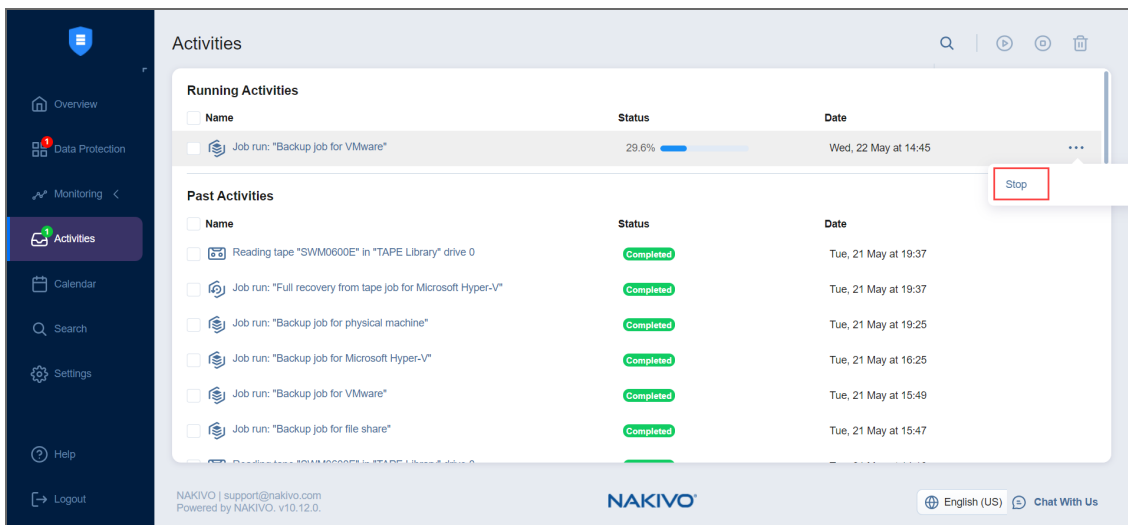 Activities
Overview
1
Data Protection
Monitoring
1
Activities
Calendar
Search
Settings
Help
Logout
Running Activities
Name Status Date
Job run: "Backup job for VMware" 29.6% Wed, 22 May at 14:45
Stop
Past Activities
Name Status Date
Reading tape "SWM0600E" in "TAPE Library" drive 0 Completed Tue, 21 May at 19:37
Job run: "Full recovery from tape job for Microsoft Hyper-V" Completed Tue, 21 May at 19:37
Job run: "Backup job for physical machine" Completed Tue, 21 May at 19:25
Job run: "Backup job for Microsoft Hyper-V" Completed Tue, 21 May at 16:25
Job run: "Backup job for VMware" Completed Tue, 21 May at 15:49
Job run: "Backup job for file share" Completed Tue, 21 May at 15:47
NAKIVO | support@nakivo.com
Powered by NAKIVO. v10.12.0.
NAKIVO
English (US) Chat With Us